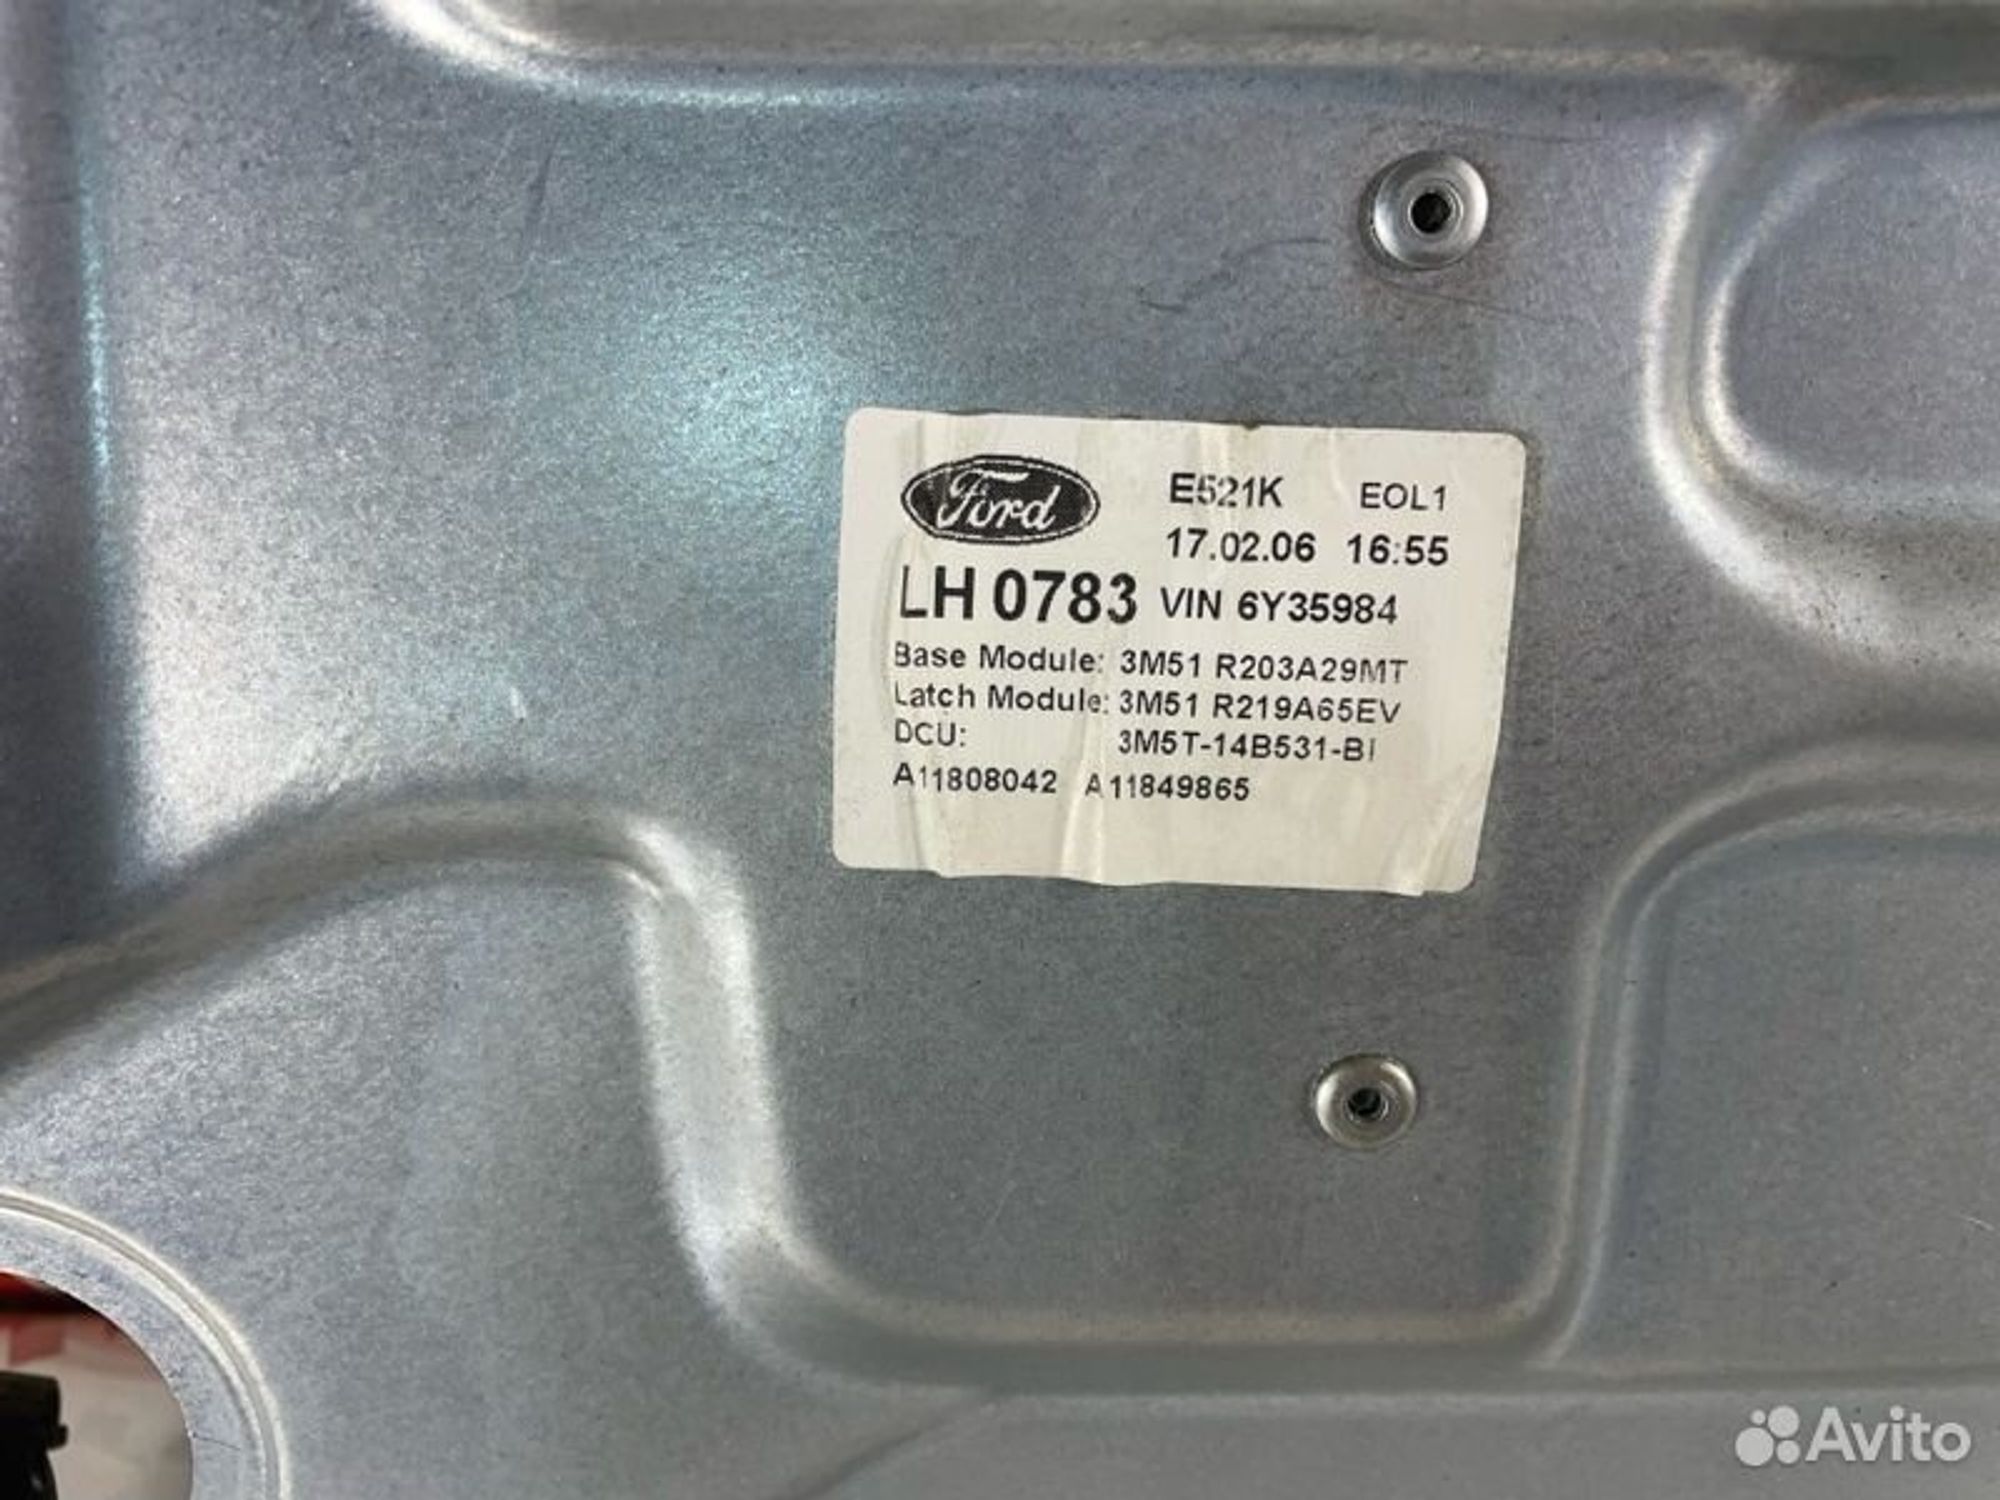 Ford
E521K EOL1
17.02.06 16:55
LH 0783 VIN 6Y35984
Base Module: 3M51 R203A29MT
Latch Module: 3M51 R219A65EV
DCU: 3M5T-14B531-BI
A11808042 A11849865
Avito